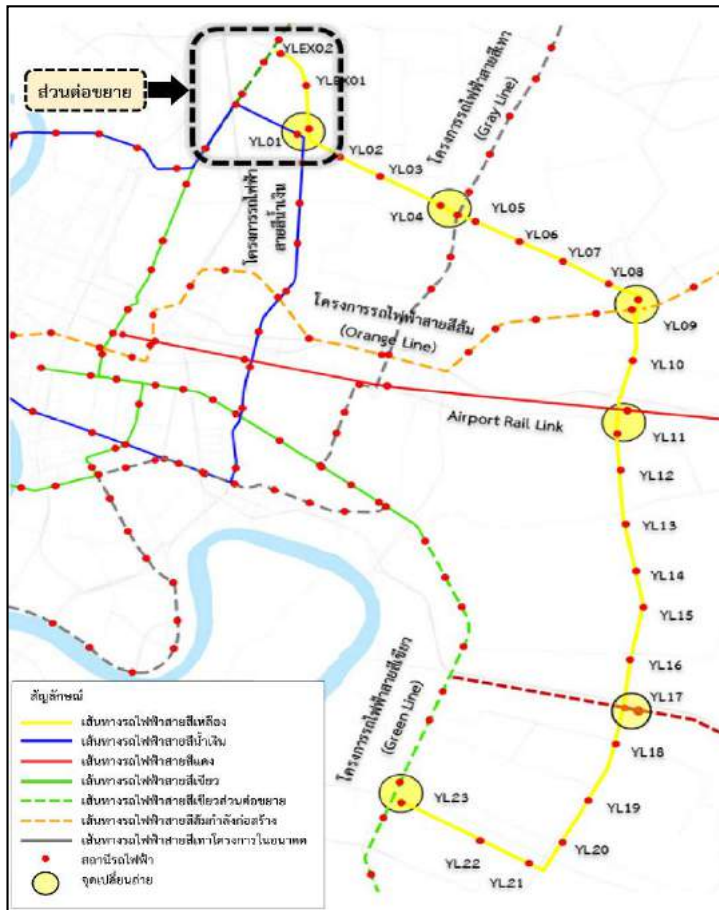 YLEX02
ส่วนต่อขยาย
YLEX01
YL01
YL02
YL03
โครงการรถไฟฟ้าสายสีเทา
(Gray Line)
โครงการรถไฟฟ้า
สายสีน้ำเงิน
YL04
YL05
YL06
YL07
YL08
โครงการรถไฟฟ้าสายสีส้ม
(Orange Line)
YL09
YL10
Airport Rail Link
YL11
YL12
YL13
YL14
YL15
YL16
YL17
YL18
โครงการรถไฟฟ้าสายสีเขียว
(Green Line)
YL23
YL19
YL20
YL22
YL21
สัญลักษณ์
เส้นทางรถไฟฟ้าสายสีเหลือง
เส้นทางรถไฟฟ้าสายสีน้ำเงิน
เส้นทางรถไฟฟ้าสายสีแดง
เส้นทางรถไฟฟ้าสายสีเขียว
เส้นทางรถไฟฟ้าสายสีเขียวส่วนต่อขยาย
เส้นทางรถไฟฟ้าสายสีส้มกำลังก่อสร้าง
เส้นทางรถไฟฟ้าสายสีเทาโครงการในอนาคต
สถานีรถไฟฟ้า
จุดเปลี่ยนถ่าย